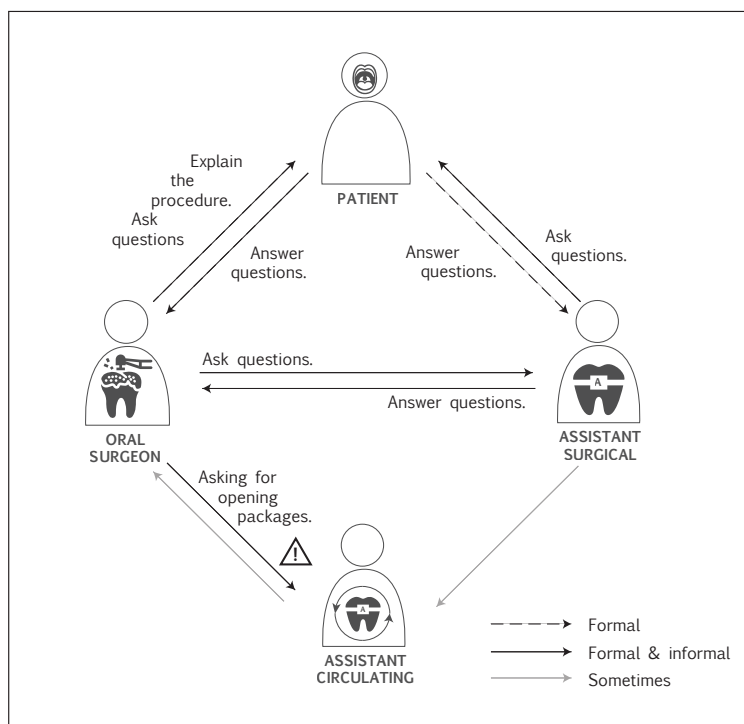 PATIENT
Explain
the
procedure.
Ask
questions
Answer
questions.
Answer
questions.
Ask
questions.
Ask questions.
Answer questions.
A
ORAL
SURGEON
ASSISTANT
SURGICAL
Asking for
opening
packages.
!
A
ASSISTANT
CIRCULATING
Formal
Formal & informal
Sometimes